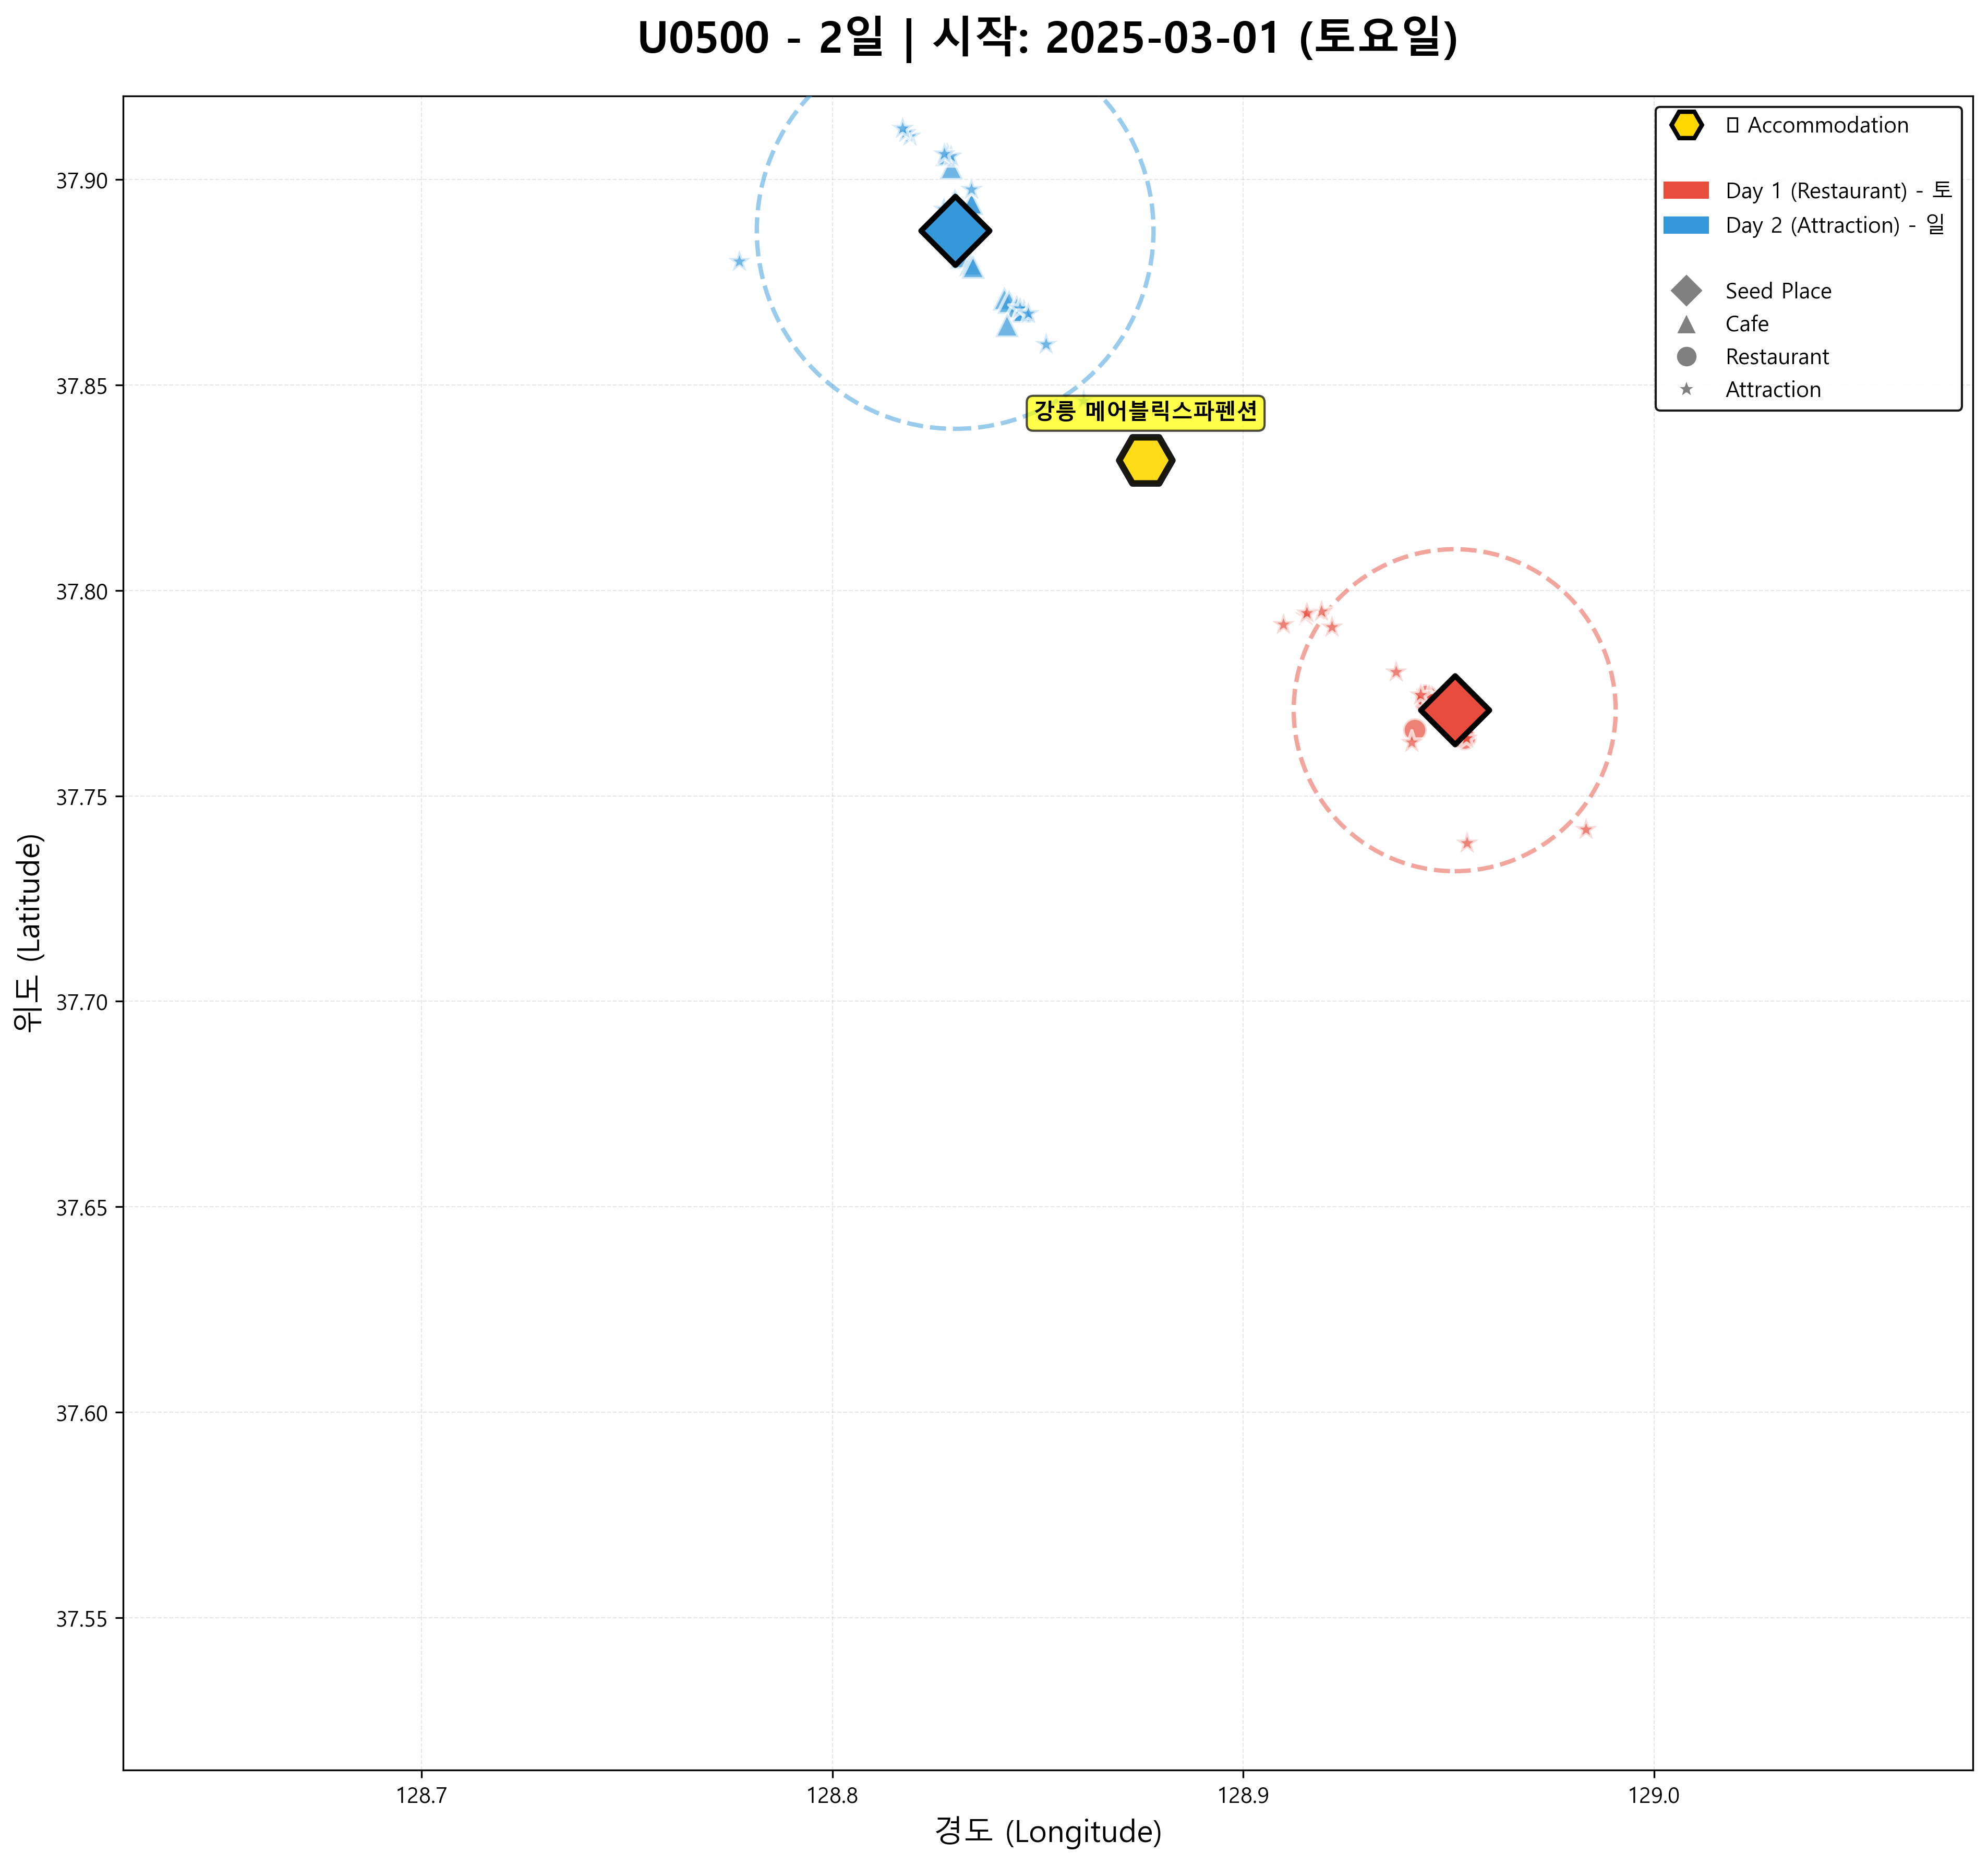 U0500 - 2일 | 시작: 2025-03-01 (토요일)
Accommodation
Day 1 (Restaurant) - 토
Day 2 (Attraction) - 일
Seed Place
Cafe
Restaurant
Attraction
강릉 메어블릭스파펜션
37.90
37.85
37.80
37.75
37.70
37.65
37.60
37.55
위도 (Latitude)
128.7
128.8
128.9
129.0
경도 (Longitude)